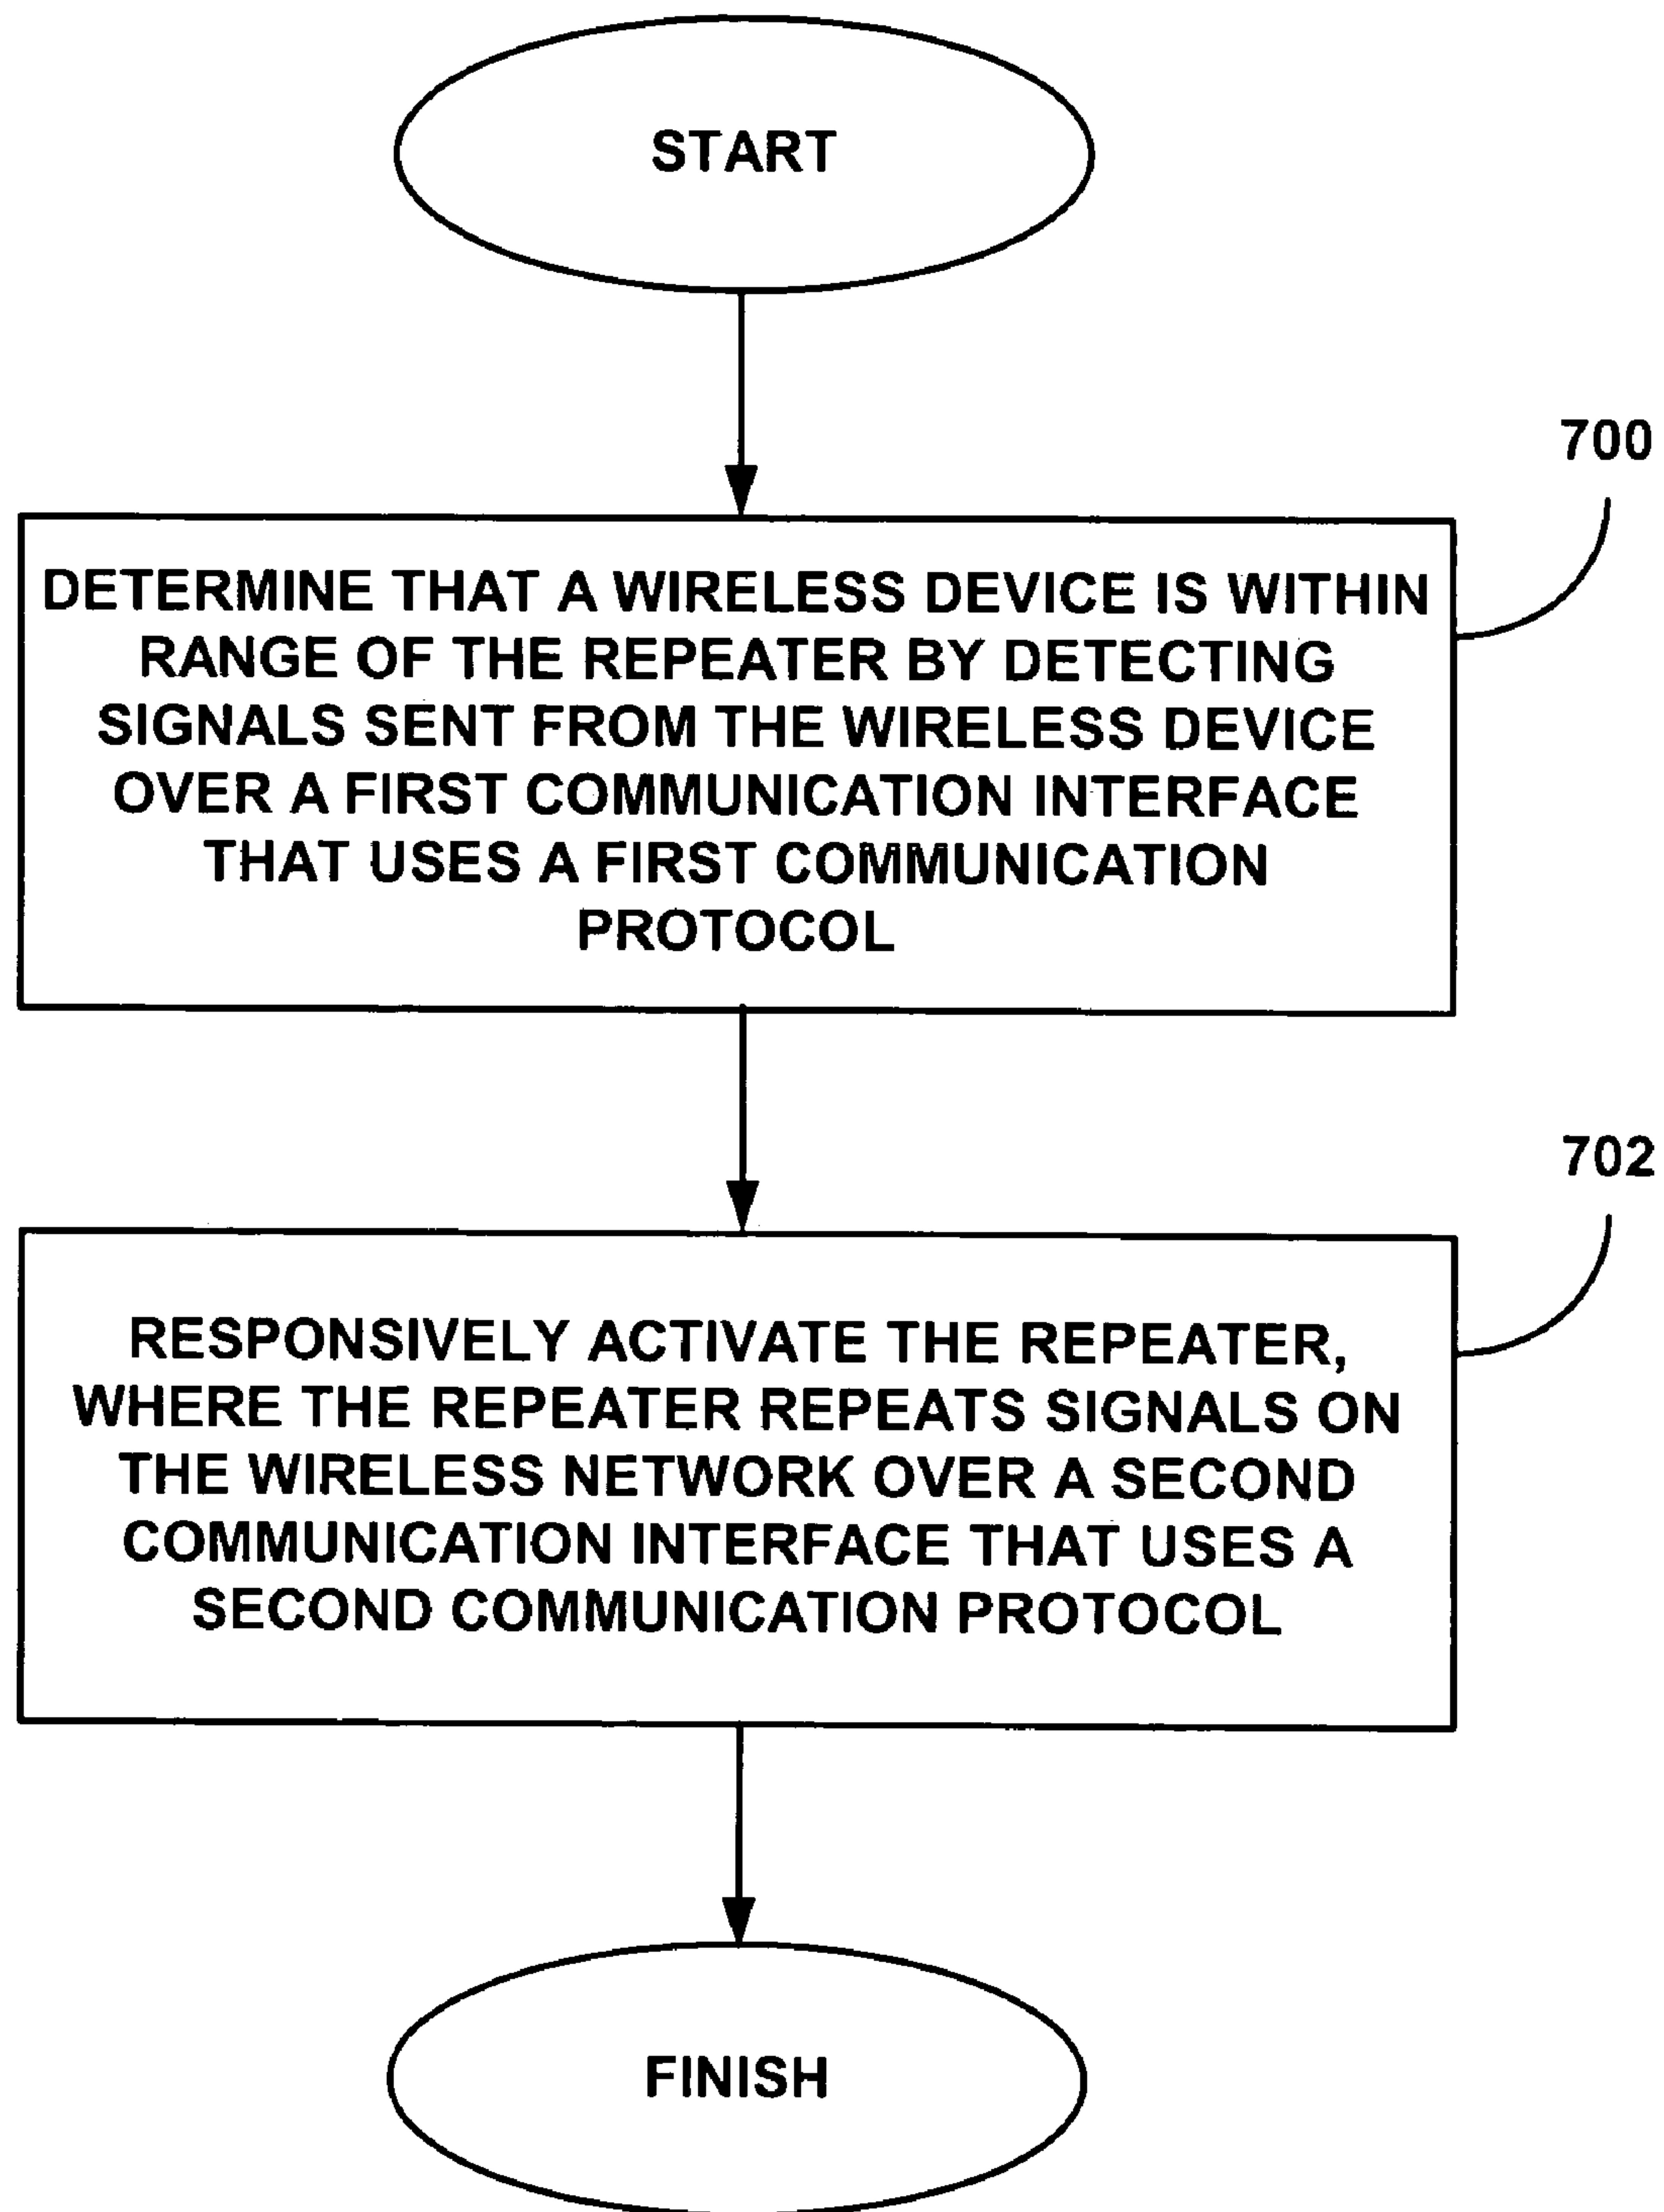 START
700
DETERMINE THAT A WIRELESS DEVICE IS WITHIN
RANGE OF THE REPEATER BY DETECTING
SIGNALS SENT FROM THE WIRELESS DEVICE
OVER A FIRST COMMUNICATION INTERFACE
THAT USES A FIRST COMMUNICATION
PROTOCOL
702
RESPONSIVELY ACTIVATE THE REPEATER,
WHERE THE REPEATER REPEATS SIGNALS ON
THE WIRELESS NETWORK OVER A SECOND
COMMUNICATION INTERFACE THAT USES A
SECOND COMMUNICATION PROTOCOL
FINISH